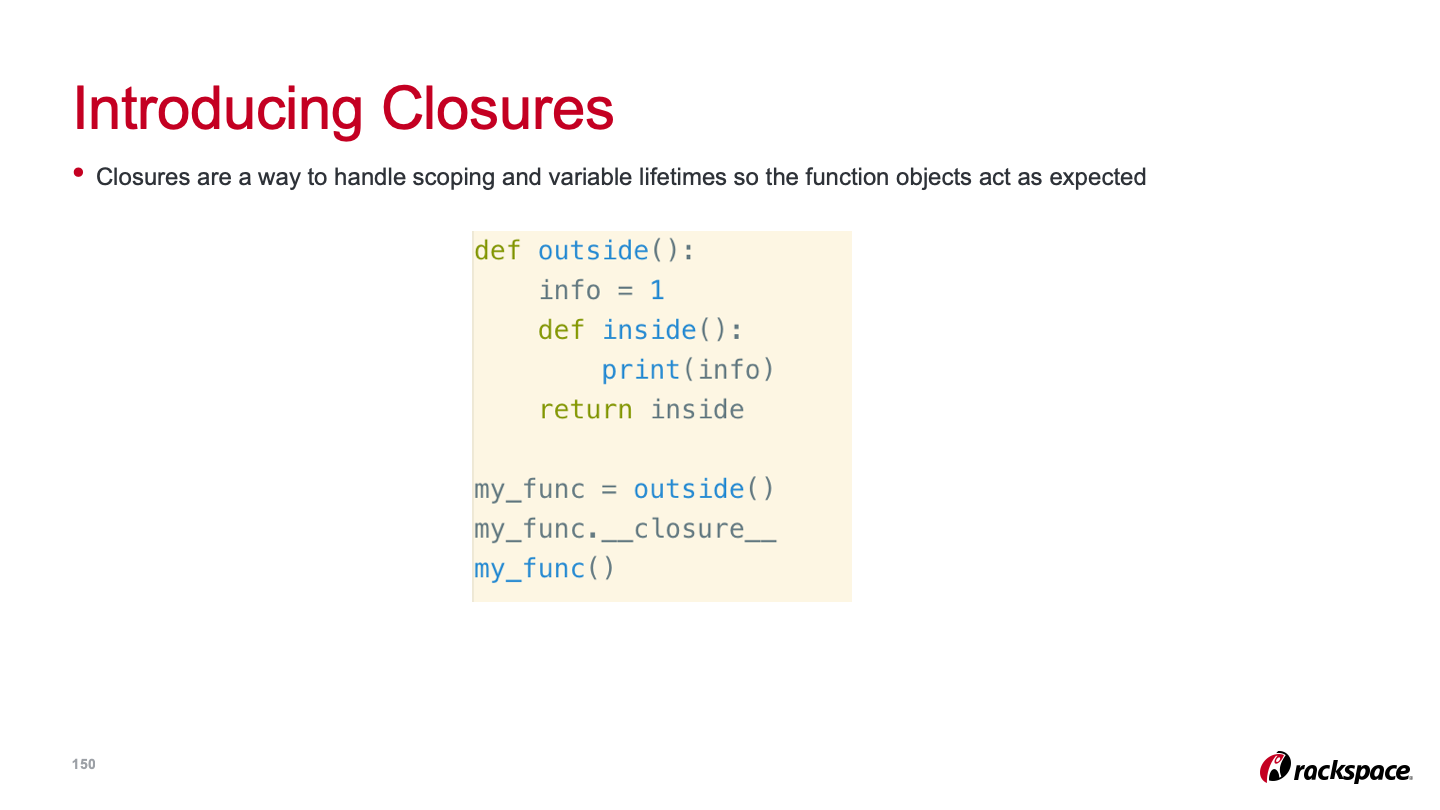 Introducing Closures
• Closures are a way to handle scoping and variable lifetimes so the function objects act as expected
def outside():
    info = 1
    def inside():
        print(info)
    return inside

my_func = outside()
my_func.__closure__
my_func()
150
rackspace.